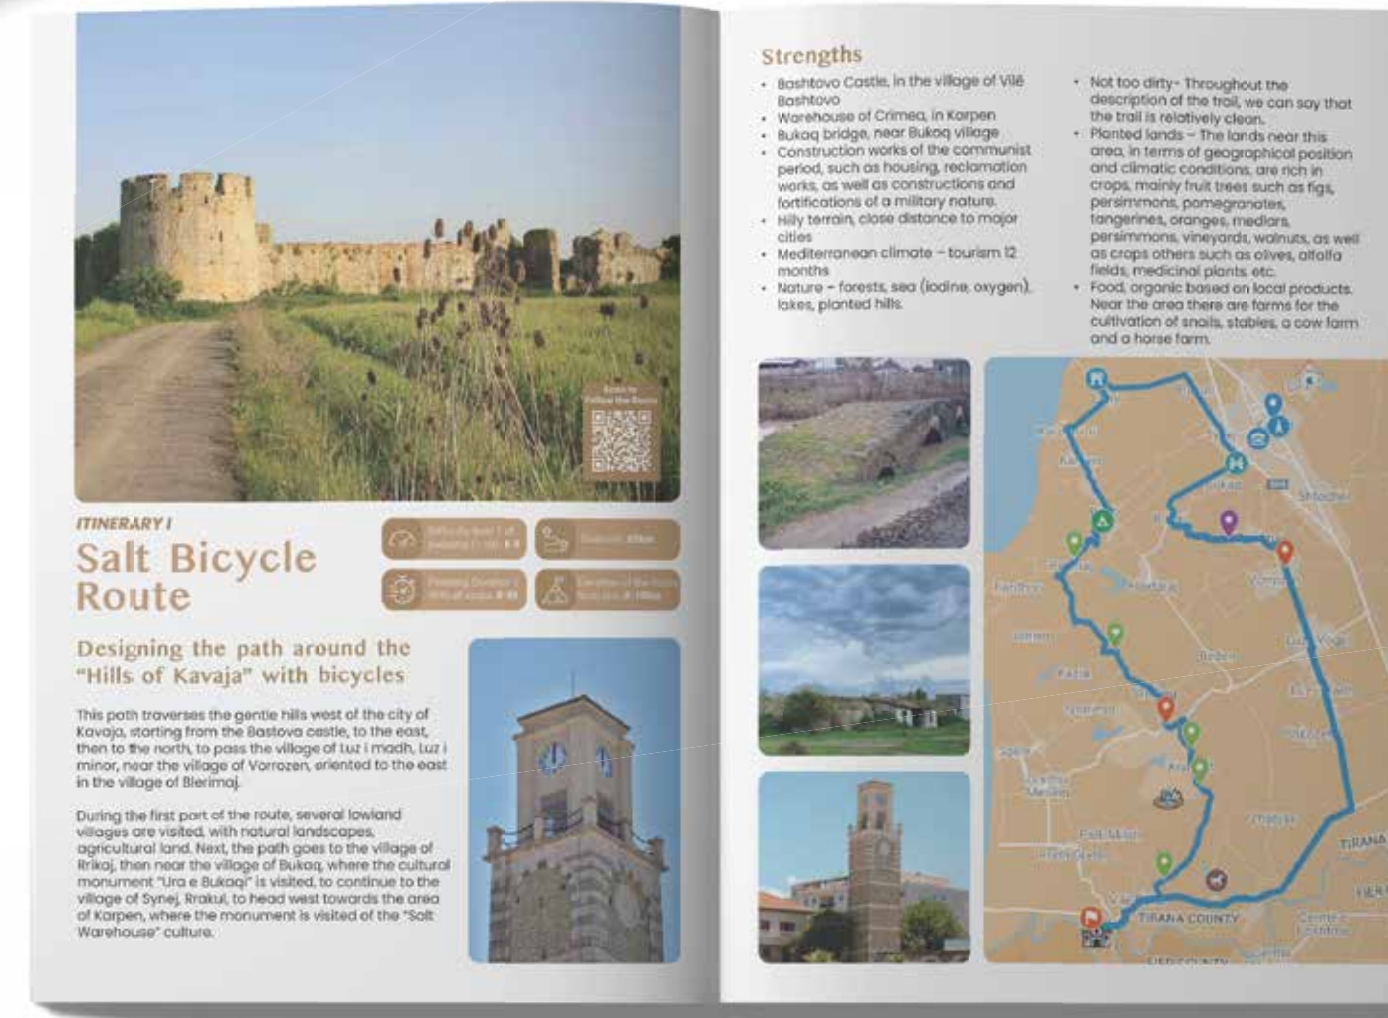 Scan to
Follow the Route
ITINERARY I
Salt Bicycle
Route
Designing the path around the
“Hills of Kavaja” with bicycles
This path traverses the gentle hills west of the city of
Kavaja, starting from the Bastova castle, to the east,
then to the north, to pass the village of Luz i madh, Luz i
minor, near the village of Vorrozen, oriented to the east
in the village of Blerimaj.
During the first part of the route, several lowland
villages are visited, with natural landscapes,
agricultural land. Next, the path goes to the village of
Rrikaj, then near the village of Bukaq, where the cultural
monument "Ura e Bukaqi" is visited, to continue to the
village of Synej, Rrakul, to head west towards the area
of Karpen, where the monument is visited of the "Salt
Warehouse" culture.
Strengths
• Bashtovo Castle, in the village of Vilë
Bashtovo
• Warehouse of Crimea, in Karpen
• Bukaq bridge, near Bukaq village
• Construction works of the communist
period, such as housing, reclamation
works, as well as constructions and
fortifications of a military nature.
• Hilly terrain, close distance to major
cities
• Mediterranean climate – tourism 12
months
• Nature – forests, sea (iodine, oxygen),
lakes, planted hills.
• Not too dirty- Throughout the
description of the trail, we can say that
the trail is relatively clean.
• Planted lands – The lands near this
area, in terms of geographical position
and climatic conditions, are rich in
crops, mainly fruit trees such as figs,
persimmons, pomegranates,
tangerines, oranges, medlars,
persimmons, vineyards, walnuts, as well
as crops others such as olives, alfalfa
fields, medicinal plants, etc.
• Food, organic based on local products.
Near the area there are farms for the
cultivation of snails, stables, a cow farm
and a horse farm.
TIRANA
TIRANA COUNTY
FIER COUNTY